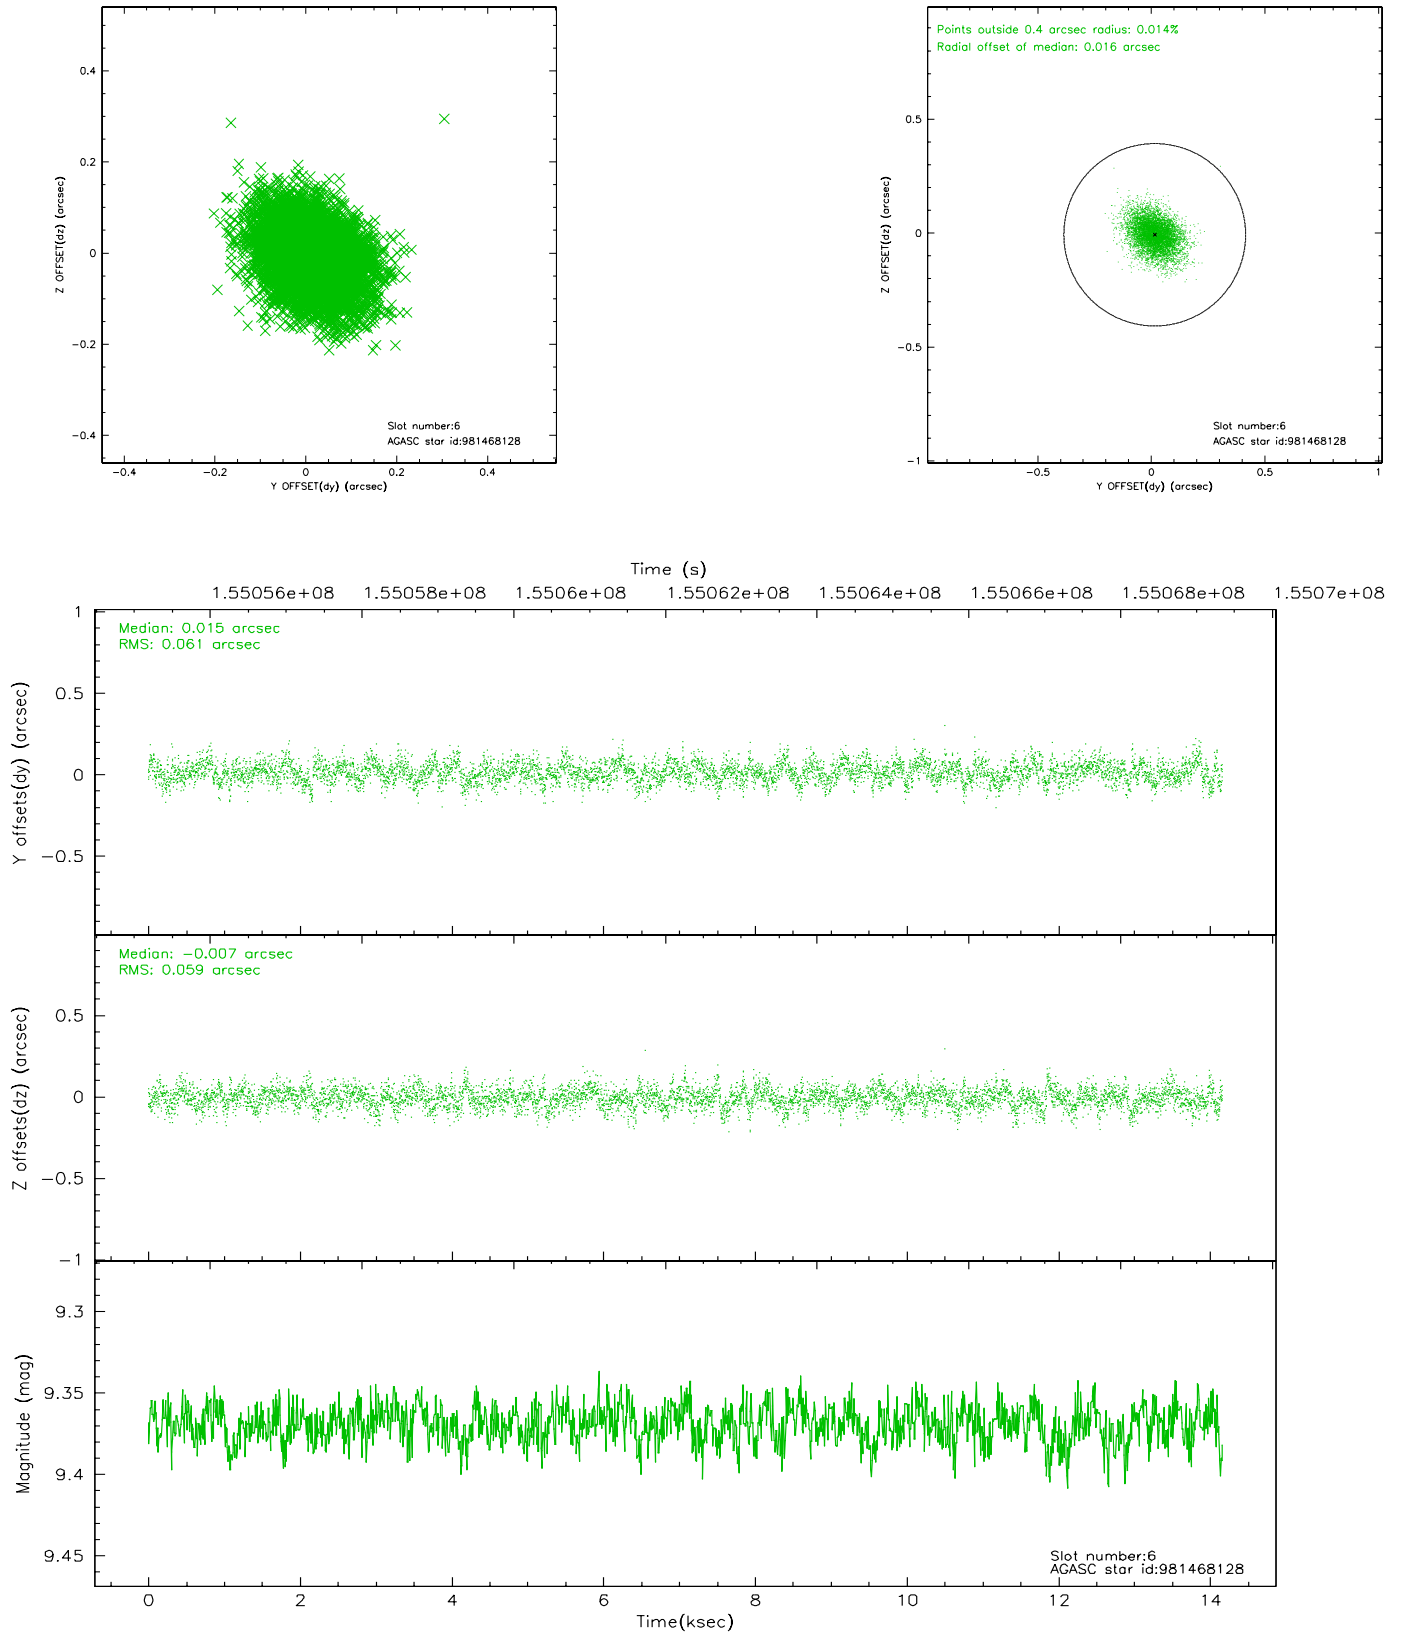 0.4
0.2
0
−0.2
−0.4
Z OFFSET(dz) (arcsec)
−0.4
−0.2
0
0.2
0.4
Y OFFSET(dy) (arcsec)
Slot number:6
AGASC star id:981468128
Points outside 0.4 arcsec radius: 0.014%
Radial offset of median: 0.016 arcsec
0.5
0
−0.5
−1
Z OFFSET(dz) (arcsec)
−0.5
0
0.5
1
Y OFFSET(dy) (arcsec)
Slot number:6
AGASC star id:981468128
Time (s)
1.55056e+08
1.55058e+08
1.5506e+08
1.55062e+08
1.55064e+08
1.55066e+08
1.55068e+08
1.5507e+08
Median: 0.015 arcsec
RMS: 0.061 arcsec
1
0.5
0
−0.5
Y offsets(dy) (arcsec)
Median: −0.007 arcsec
RMS: 0.059 arcsec
0.5
0
−0.5
−1
Z offsets(dz) (arcsec)
9.3
9.35
9.4
9.45
Magnitude (mag)
Slot number:6
AGASC star id:981468128
0
2
4
6
8
10
12
14
Time(ksec)